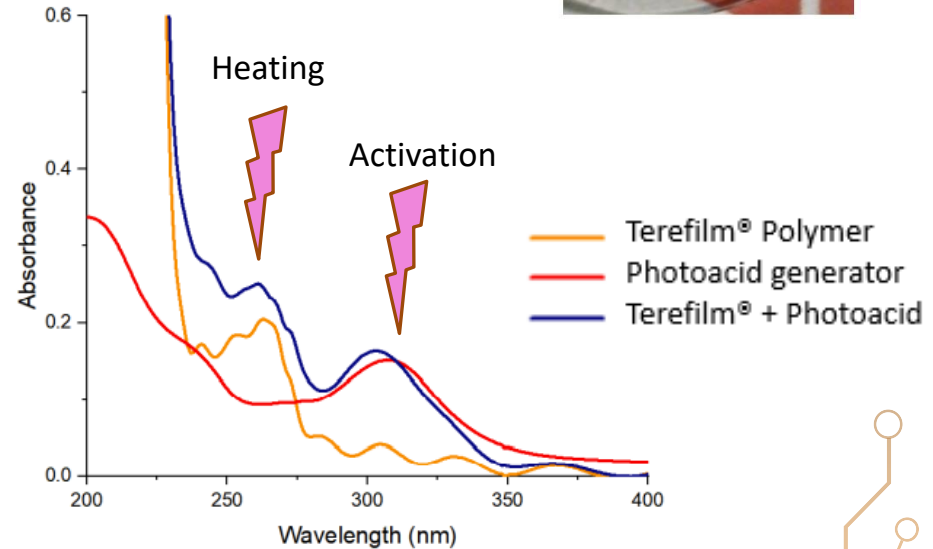 0.6
Heating
Activation
0.4
Absorbance
Terefilm® Polymer
Photoacid generator
0.2
Terefilm® + Photoacid
0.0
200 250 300 350 400
Wavelength (nm)